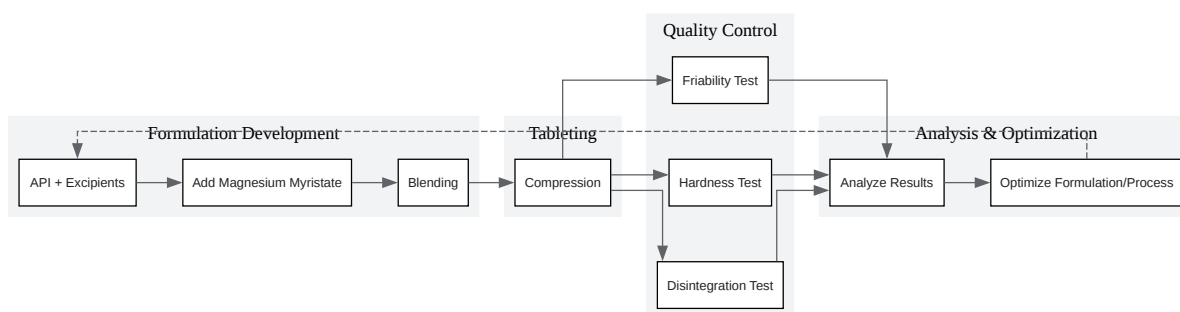 Quality Control
Friability Test
Formulation Development
Tableting
Analysis & Optimization
API + Excipients
Add Magnesium Myristate
Blending
Compression
Hardness Test
Analyze Results
Optimize Formulation/Process
Disintegration Test